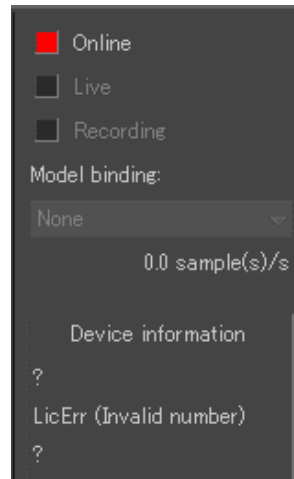 Online
Live
Recording
Model binding:
None
0.0 sample(s)/s
Device information
?
LicErr (Invalid number)
?